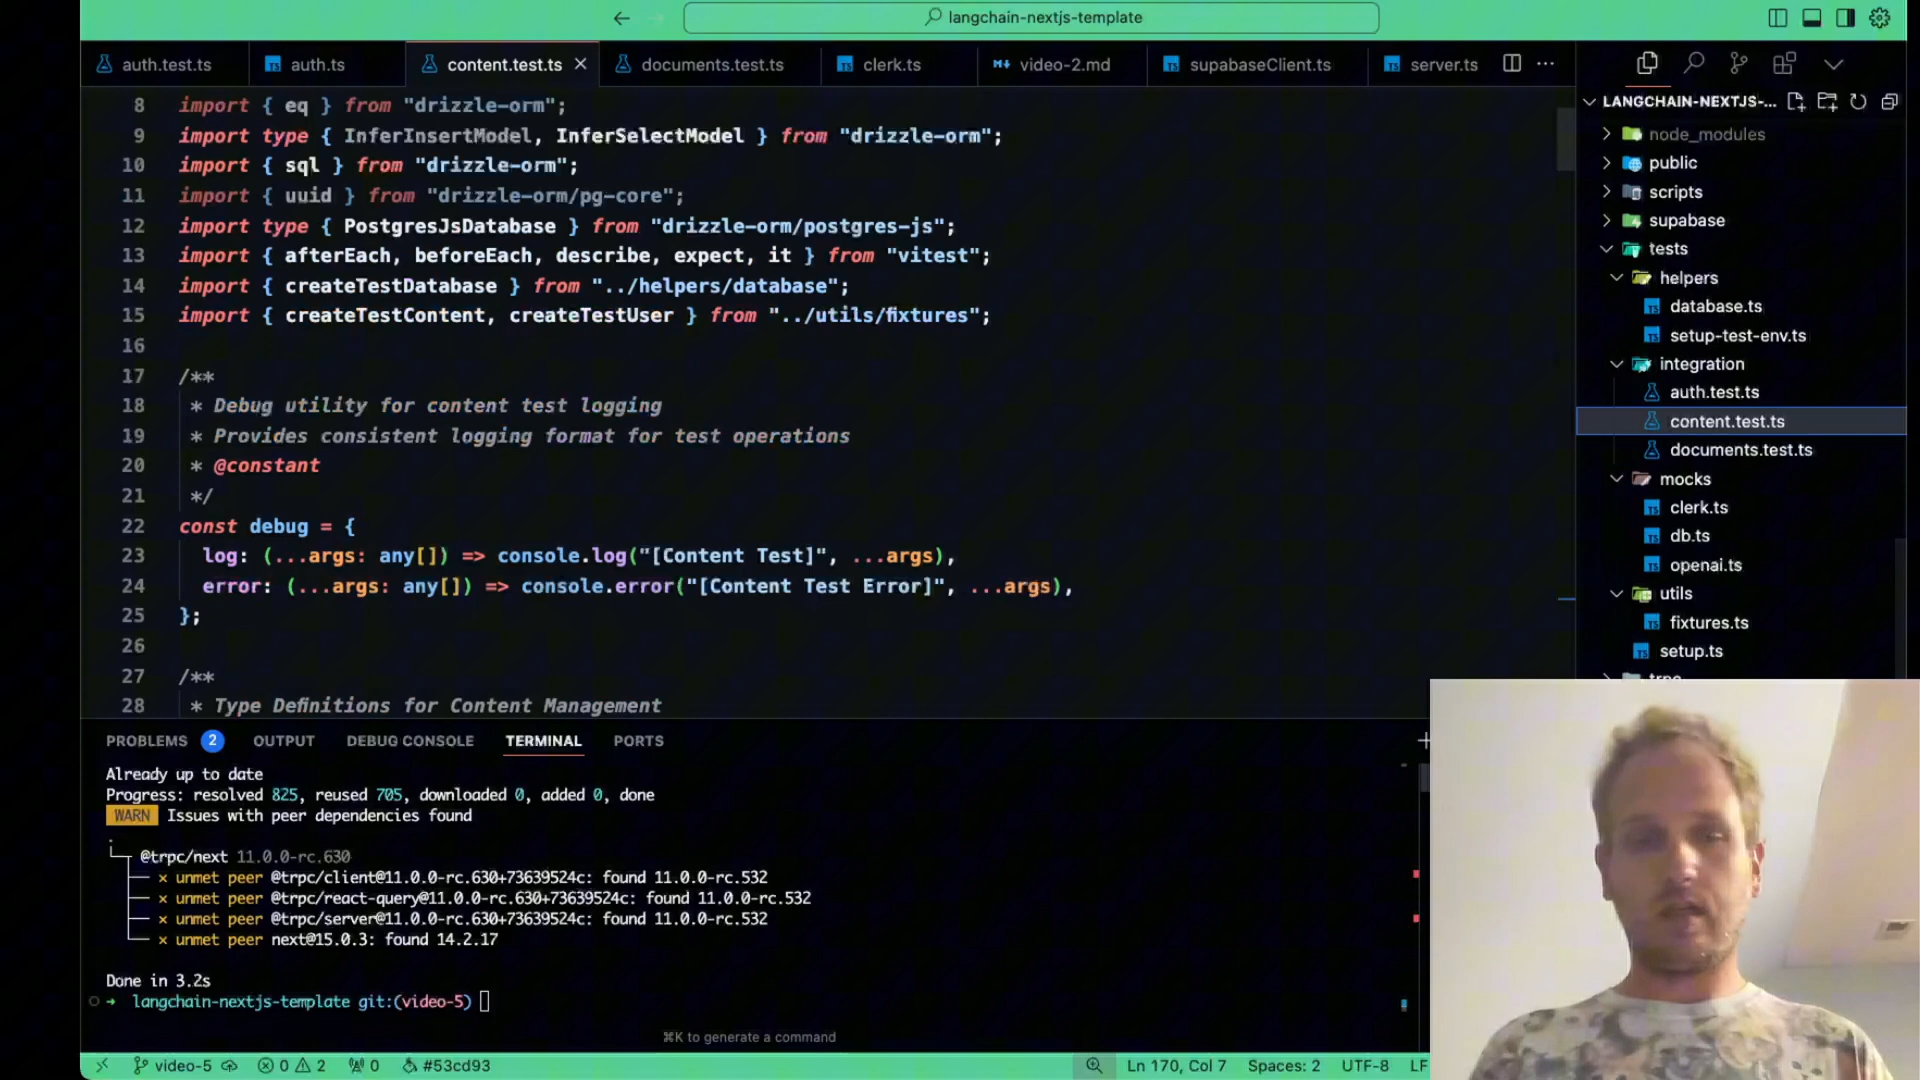 langchain-nextjs-template
auth.test.ts
auth.ts
content.test.ts
documents.test.ts
clerk.ts
video-2.md
supabaseClient.ts
server.ts
8 import { eq } from "drizzle-orm";
9 import type { InferInsertModel, InferSelectModel } from "drizzle-orm";
10 import { sql } from "drizzle-orm";
11 import { uuid } from "drizzle-orm/pg-core";
12 import type { PostgresJsDatabase } from "drizzle-orm/postgres-js";
13 import { afterEach, beforeEach, describe, expect, it } from "vitest";
14 import { createTestDatabase } from "../helpers/database";
15 import { createTestContent, createTestUser } from "../utils/fixtures";
16
17 /**
18 * Debug utility for content test logging
19 * Provides consistent logging format for test operations
20 * @constant
21 */
22 const debug = {
23 log: (...args: any[]) => console.log("[Content Test]", ...args),
24 error: (...args: any[]) => console.error("[Content Test Error]", ...args),
25 };
26
27 /**
28 * Type Definitions for Content Management
LANGCHAIN-NEXTJS-...
node_modules
public
scripts
supabase
tests
helpers
database.ts
setup-test-env.ts
integration
auth.test.ts
content.test.ts
documents.test.ts
mocks
clerk.ts
db.ts
openai.ts
utils
fixtures.ts
setup.ts
PROBLEMS 2 OUTPUT DEBUG CONSOLE TERMINAL PORTS
Already up to date
Progress: resolved 825, reused 705, downloaded 0, added 0, done
WARN Issues with peer dependencies found
.
└─┬ @trpc/next 11.0.0-rc.630
├── × unmet peer @trpc/client@11.0.0-rc.630+73639524c: found 11.0.0-rc.532
├── × unmet peer @trpc/react-query@11.0.0-rc.630+73639524c: found 11.0.0-rc.532
├── × unmet peer @trpc/server@11.0.0-rc.630+73639524c: found 11.0.0-rc.532
└── × unmet peer next@15.0.3: found 14.2.17
Done in 3.2s
langchain-nextjs-template git:(video-5)
⌘K to generate a command
video-5 0 2 0 #53cd93 Ln 170, Col 7 Spaces: 2 UTF-8 LF